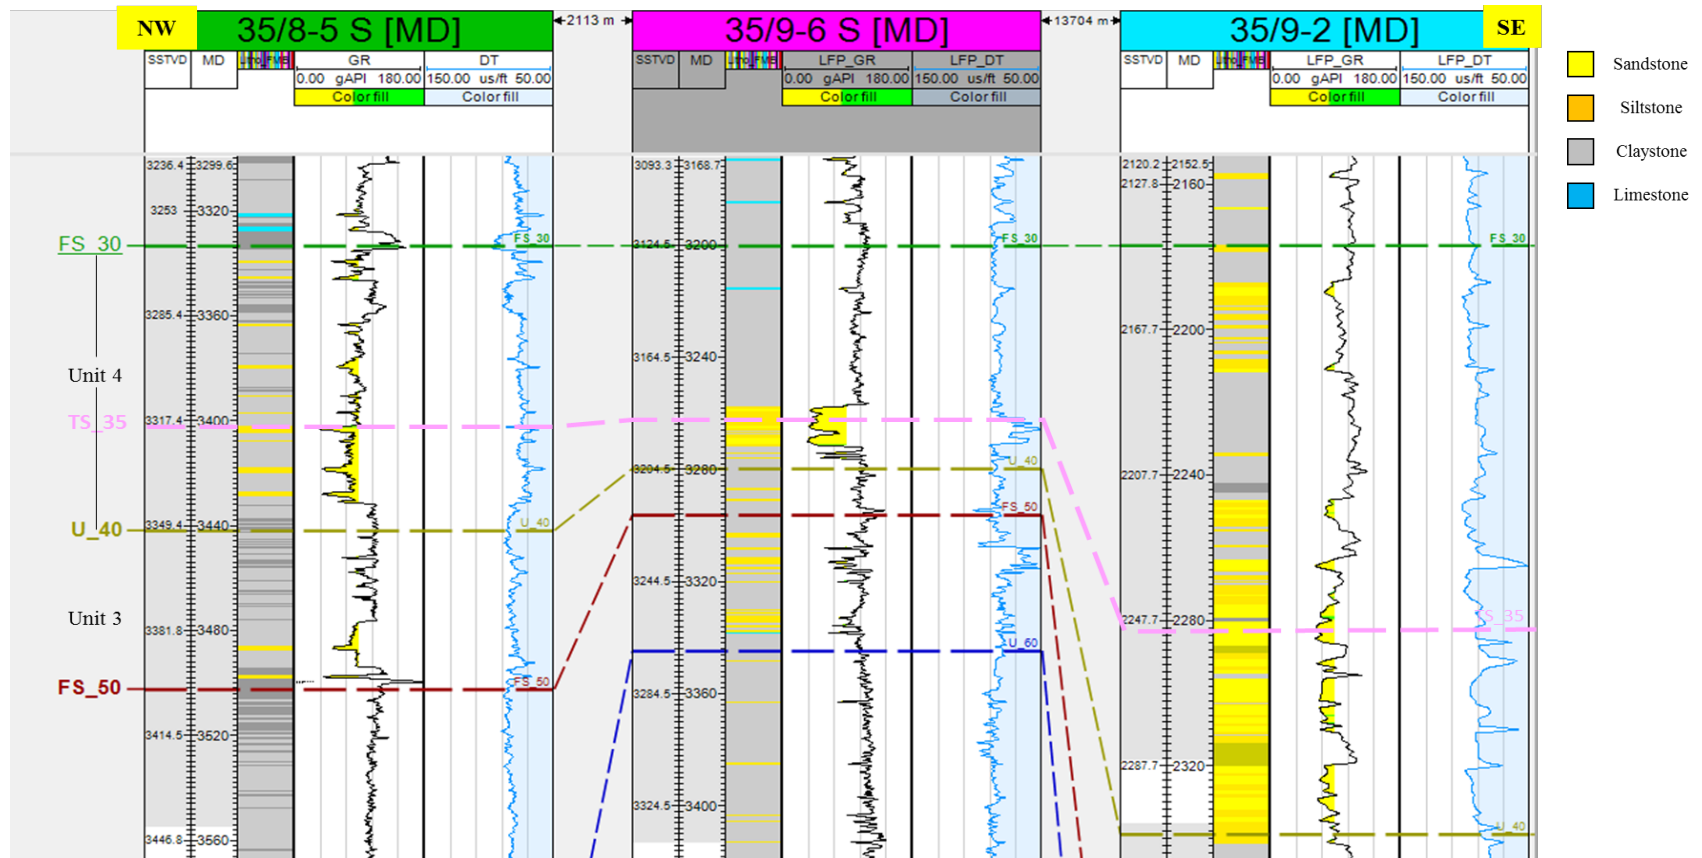 NW
35/8-5 S [MD]
2113 m
35/9-6 S [MD]
13704 m
35/9-2 [MD]
SE
SSTVD MD GR DT
0.00 gAPI 180.00 150.00 us/ft 50.00
Color fill Color fill
SSTVD MD LFP_GR LFP_DT
0.00 gAPI 180.00 150.00 us/ft 50.00
Color fill Color fill
SSTVD MD LFP_GR LFP_DT
0.00 gAPI 180.00 150.00 us/ft 50.00
Color fill Color fill
Sandstone
Siltstone
Claystone
Limestone
FS_30
Unit 4
TS_35
U_40
Unit 3
FS_50
3236.4 3299.6
3253 3320
3285.4 3360
3317.4 3400
3349.4 3440
3381.8 3480
3414.5 3520
3446.8 3560
FS_30
U_40
FS_50
3093.3 3168.7
3124.5 3200
3164.5 3240
3204.5 3280
3244.5 3320
3284.5 3360
3324.5 3400
FS_30
U_40
FS_50
U_60
2120.2 2152.5
2127.8 2160
2167.7 2200
2207.7 2240
2247.7 2280
2287.7 2320
FS_30
TS_35
U_40